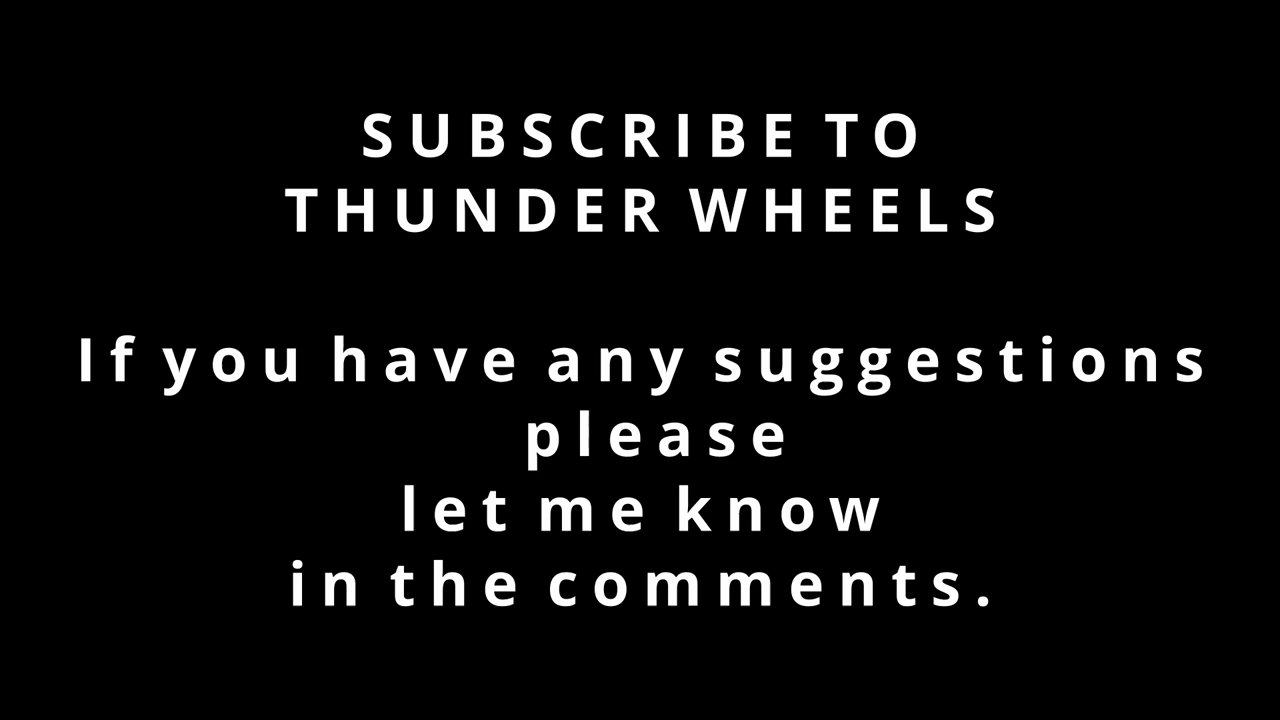 SUBSCRIBE TO
THUNDER WHEELS
If you have any suggestions
please
let me know
in the comments.